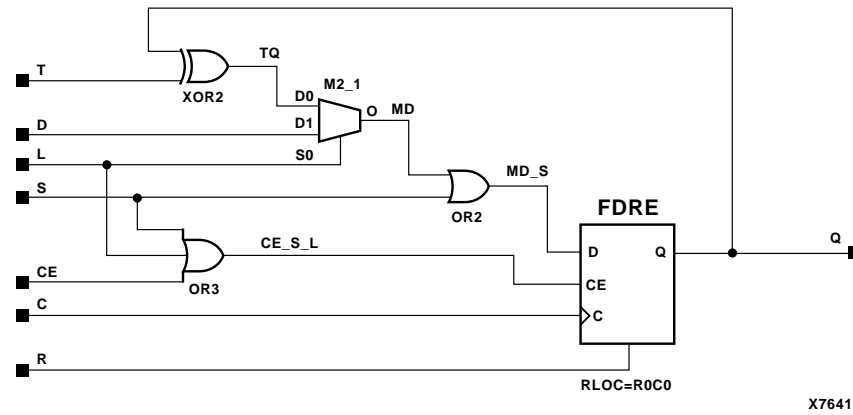 TQ
T
M2_1
XOR2
D0
O
MD
D
D1
L
S0
MD_S
S
OR2
FDRE
CE_S_L
D
Q
Q
CE
OR3
CE
C
C
R
RLOC=R0C0
X7641